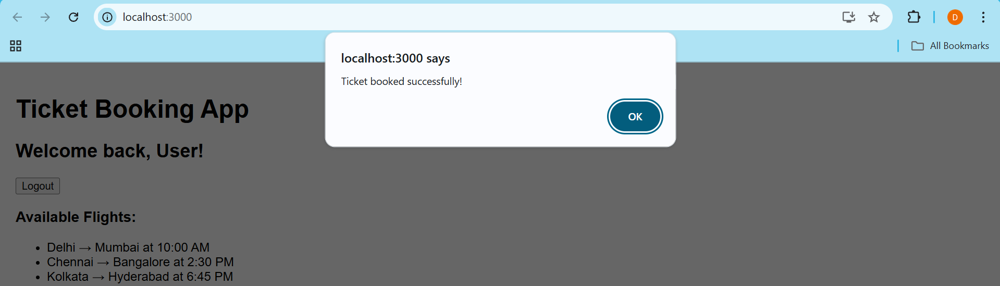 localhost:3000
D
All Bookmarks
localhost:3000 says
Ticket booked successfully!
OK
Ticket Booking App
Welcome back, User!
Logout
Available Flights:
• Delhi → Mumbai at 10:00 AM
• Chennai → Bangalore at 2:30 PM
• Kolkata → Hyderabad at 6:45 PM